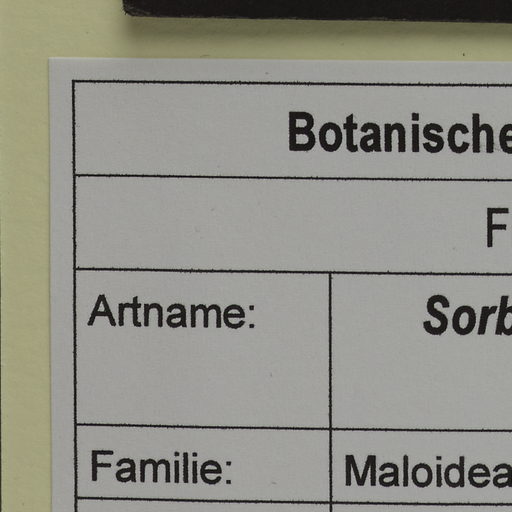 Botanische
F
Artname: Sorb
Familie: Maloidea